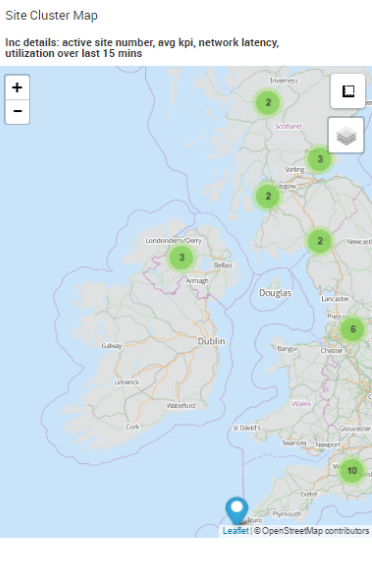 Site Cluster Map
Inc details: active site number, avg kpi, network latency,
utilization over last 15 mins
+
−
Inverness
2
Scotland
3
Stirling
2
2
Londonderry/Derry
3
Belfast
Armagh
Douglas
Lancaster
6
Dublin
Galway
Bangor
Chester
Limerick
Waterford
Wales
Cork
St David's
Gloucester
Swansea
Newport
10
Exeter
Plymouth
Truro
Leaflet | © OpenStreetMap contributors